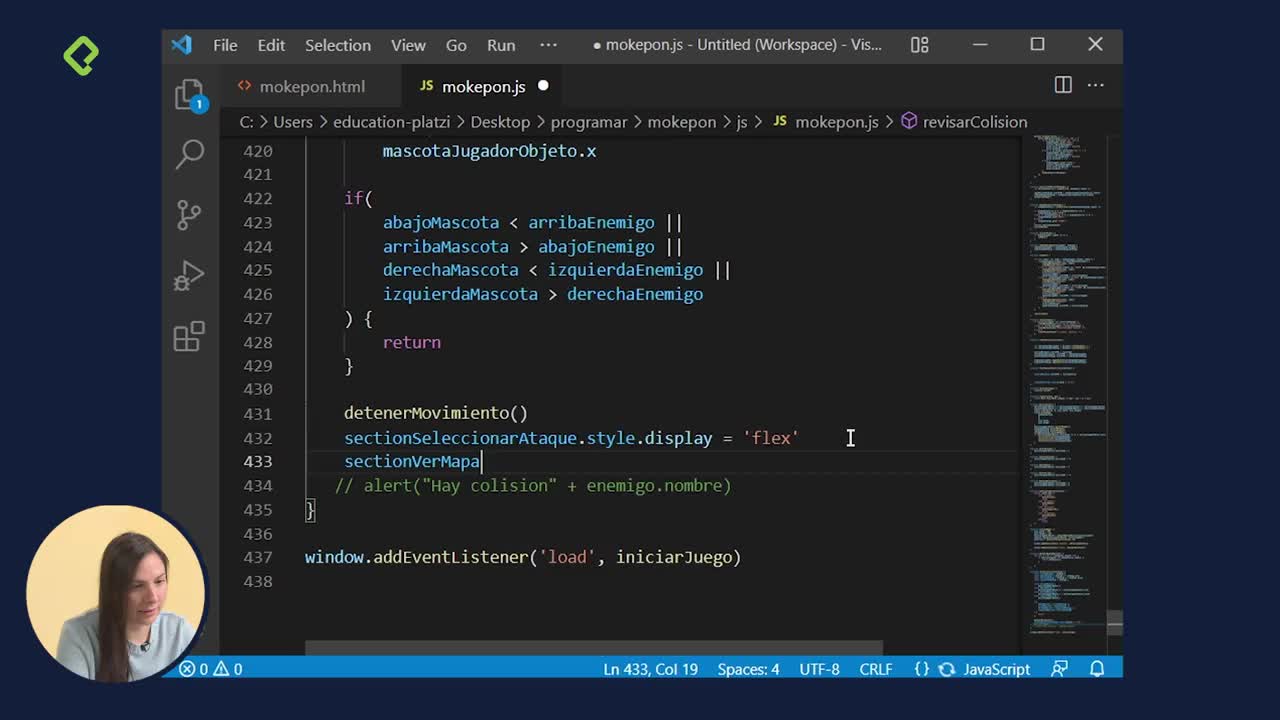 File Edit Selection View Go Run ··· ● mokepon.js - Untitled (Workspace) - Vis...
<> mokepon.html JS mokepon.js ● ···
1
C: > Users > education-platzi > Desktop > programar > mokepon > js > JS mokepon.js > revisarColision
420 mascotaJugadorObjeto.x
421
422 if(
423 abajoMascota < arribaEnemigo ||
424 arribaMascota > abajoEnemigo ||
425 derechaMascota < izquierdaEnemigo ||
426 izquierdaMascota > derechaEnemigo
427 ) {
428 return
429 }
430
431 detenerMovimiento()
432 sectionSeleccionarAtaque.style.display = 'flex'
433 sectionVerMapa
434 // alert("Hay colision" + enemigo.nombre)
435 }
436
437 window.addEventListener('load', iniciarJuego)
438
0 0 Ln 433, Col 19 Spaces: 4 UTF-8 CRLF {} JavaScript